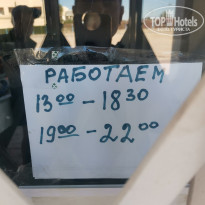 TOP Hotels
РАБОТАЕМ
13⁰⁰ - 18³⁰
19⁰⁰ - 22⁰⁰